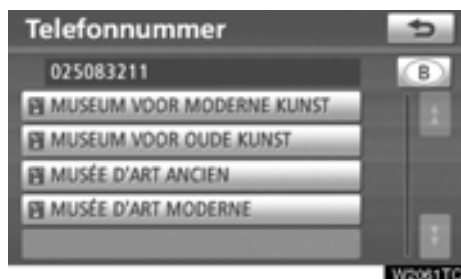 Telefonnummer
025083211
B
MUSEUM VOOR MODERNE KUNST
MUSEUM VOOR OUDE KUNST
MUSÉE D'ART ANCIEN
MUSÉE D'ART MODERNE
W2061TC